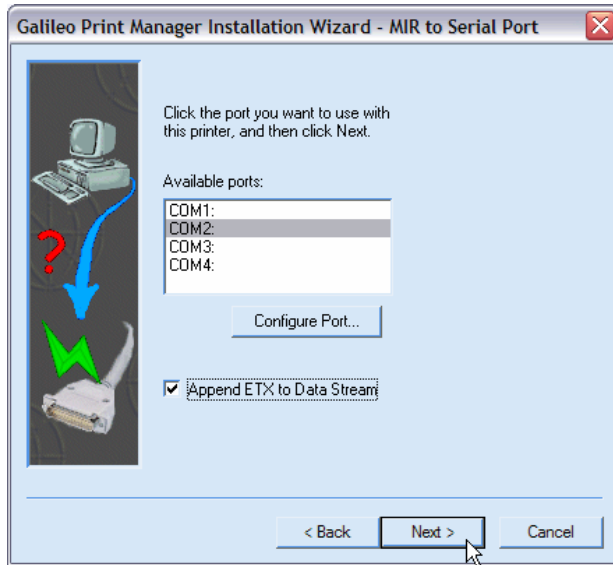 Galileo Print Manager Installation Wizard - MIR to Serial Port
Click the port you want to use with
this printer, and then click Next.
Available ports:
COM1:
COM2:
COM3:
COM4:
Configure Port...
Append ETX to Data Stream
< Back Next > Cancel